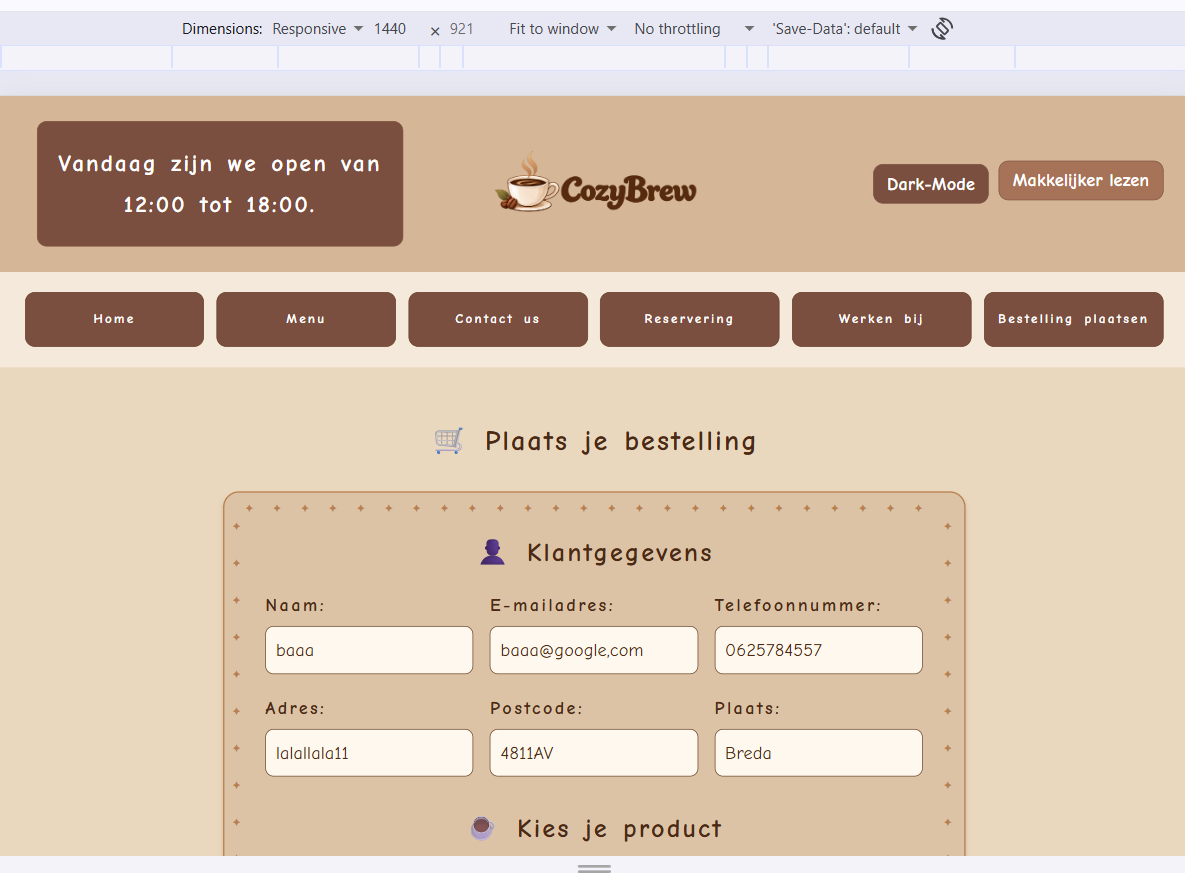 Dimensions: Responsive 1440 × 921 Fit to window No throttling 'Save-Data': default
Vandaag zijn we open van
12:00 tot 18:00.
CozyBrew
Dark-Mode
Makkelijker lezen
Home
Menu
Contact us
Reservering
Werken bij
Bestelling plaatsen
Plaats je bestelling
Klantgegevens
Naam:
E-mailadres:
Telefoonnummer:
baaa
baaa@google,com
0625784557
Adres:
Postcode:
Plaats:
lalallala11
4811AV
Breda
Kies je product